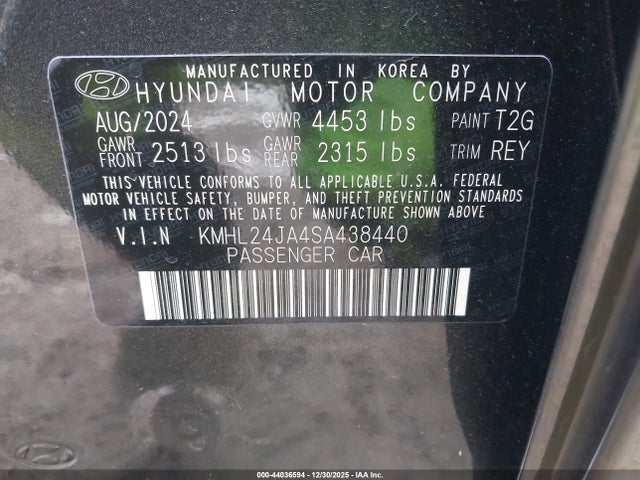 MANUFACTURED IN KOREA BY
HYUNDAI MOTOR COMPANY
AUG/2024 GVWR 4453 lbs PAINT T2G
GAWR FRONT 2513 lbs GAWR REAR 2315 lbs TRIM REY
THIS VEHICLE CONFORMS TO ALL APPLICABLE U.S.A. FEDERAL
MOTOR VEHICLE SAFETY, BUMPER, AND THEFT PREVENTION STANDARDS
IN EFFECT ON THE DATE OF MANUFACTURE SHOWN ABOVE.
V.I.N KMHL24JA4SA438440
PASSENGER CAR
000-44036594 - 12/30/2025 - IAA Inc.